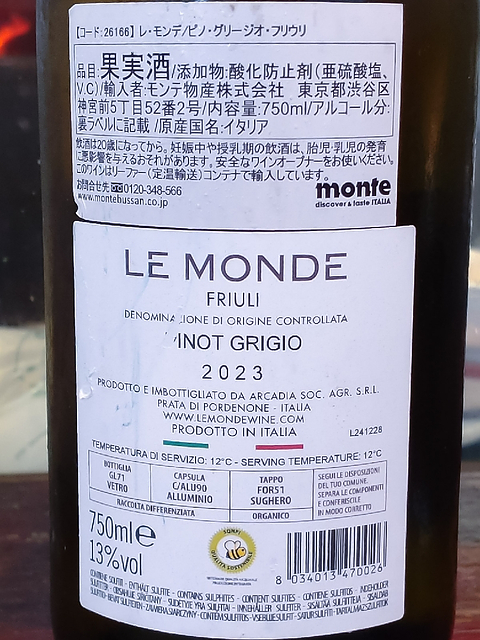 【コード:26166】レ・モンデ/ピノ・グリージオ・フリウリ
品目:果実酒/添加物:酸化防止剤(亜硫酸塩、
V.C)/輸入者:モンテ物産株式会社 東京都渋谷区
神宮前5丁目52番2号/内容量:750ml/アルコール分:
裏ラベルに記載/原産国名:イタリア
飲酒は20歳になってから。妊娠中や授乳期の飲酒は、胎児・乳児の発育
に悪影響を与えるおそれがあります。安全なワインオープナーをお使いください。
このワインはリーファー(定温輸送)コンテナで輸入しています。
お問合せ先 0120-348-566
www.montebussan.co.jp
monte
discover & taste ITALIA
LE MONDE
FRIULI
DENOMINAZIONE DI ORIGINE CONTROLLATA
PINOT GRIGIO
2023
PRODOTTO E IMBOTTIGLIATO DA ARCADIA SOC. AGR. S.R.L.
PRATA DI PORDENONE - ITALIA
WWW.LEMONDEWINE.COM
PRODOTTO IN ITALIA
L241228
TEMPERATURA DI SERVIZIO: 12°C - SERVING TEMPERATURE: 12°C
BOTTIGLIA
GL71
VETRO
CAPSULA
C/ALU90
ALLUMINIO
TAPPO
FOR51
SUGHERO
SEGUI LE DISPOSIZIONI
DEL TUO COMUNE.
SEPARA LE COMPONENTI
E CONFERISCILE
IN MODO CORRETTO
RACCOLTA DIFFERENZIATA
ORGANICO
750ml e
13%vol
SQNPI
QUALITÀ SOSTENIBILE
8 034013 470026
CONTIENE SOLFITI - ENTHÄLT SULFITE - CONTAINS SULPHITES - CONTIENT SULFITES - CONTIENE SULFITOS - INDEHOLDER